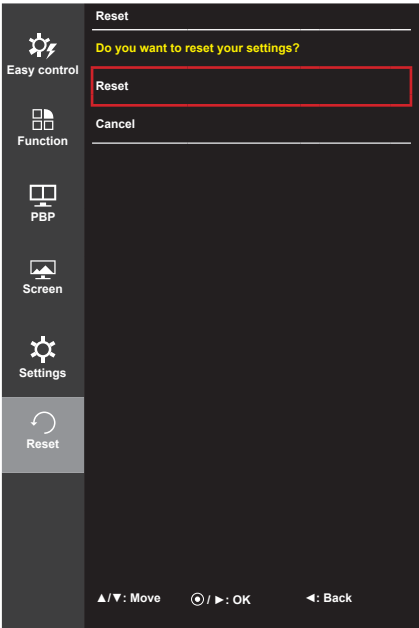 Reset
Do you want to reset your settings?
Reset
Cancel
Easy control
Function
PBP
Screen
Settings
Reset
▲/▼: Move ⦿ / ►: OK ◄: Back